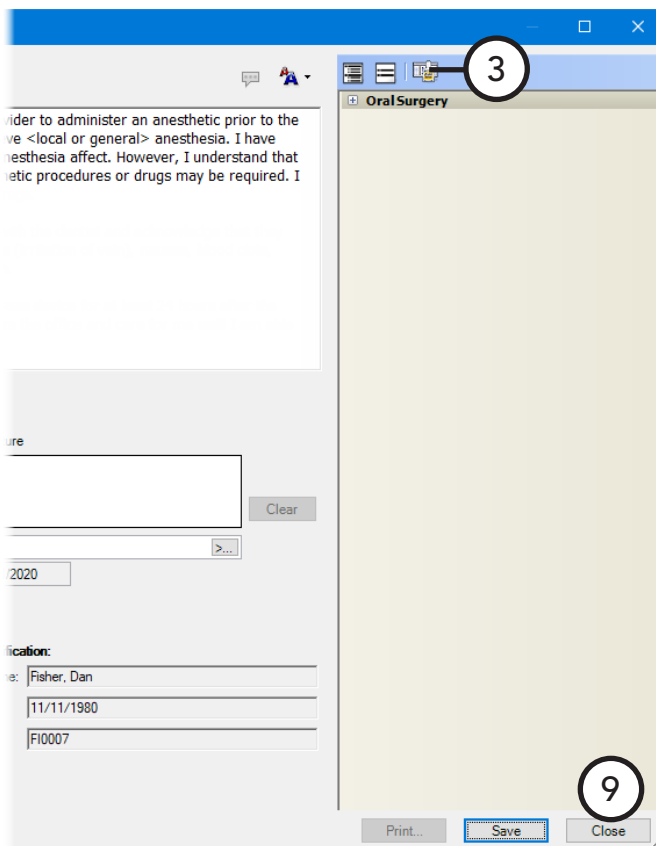 3
Oral Surgery
vider to administer an anesthetic prior to the
ve <local or general> anesthesia. I have
nesthesia affect. However, I understand that
etic procedures or drugs may be required. I
ure
Clear
>...
/2020
ication:
e: Fisher, Dan
11/11/1980
FI0007
9
Print... Save Close